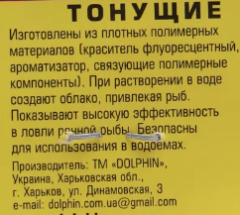 ТОНУЩИЕ
Изготовлены из плотных полимерных
материалов (краситель флуоресцентный,
ароматизатор, связующие полимерные
компоненты). При растворении в воде
создают облако, привлекая рыб.
Показывают высокую эффективность
в ловли речной рыбы. Безопасны
для использования в водоемах.
Производитель: ТМ «DOLPHIN»,
Украина, Харьковская обл.,
г. Харьков, ул. Динамовская, 3
e-mail: dolphin.com.ua@gmail.com